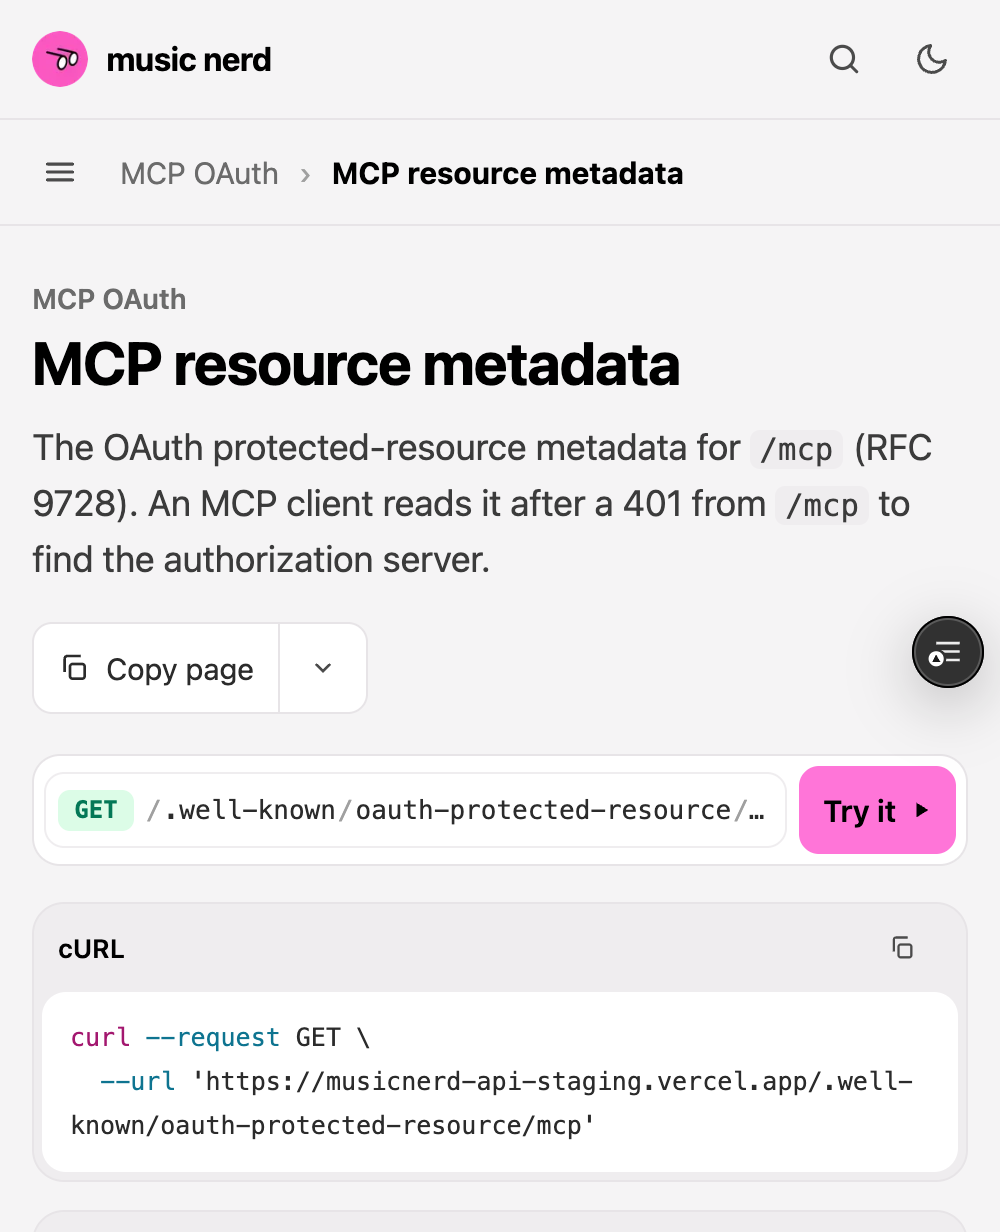 music nerd
MCP OAuth › MCP resource metadata
MCP OAuth
MCP resource metadata
The OAuth protected-resource metadata for /mcp (RFC
9728). An MCP client reads it after a 401 from /mcp to
find the authorization server.
Copy page
GET /.well-known/oauth-protected-resource/… Try it
cURL
curl --request GET \
  --url 'https://musicnerd-api-staging.vercel.app/.well-
known/oauth-protected-resource/mcp'